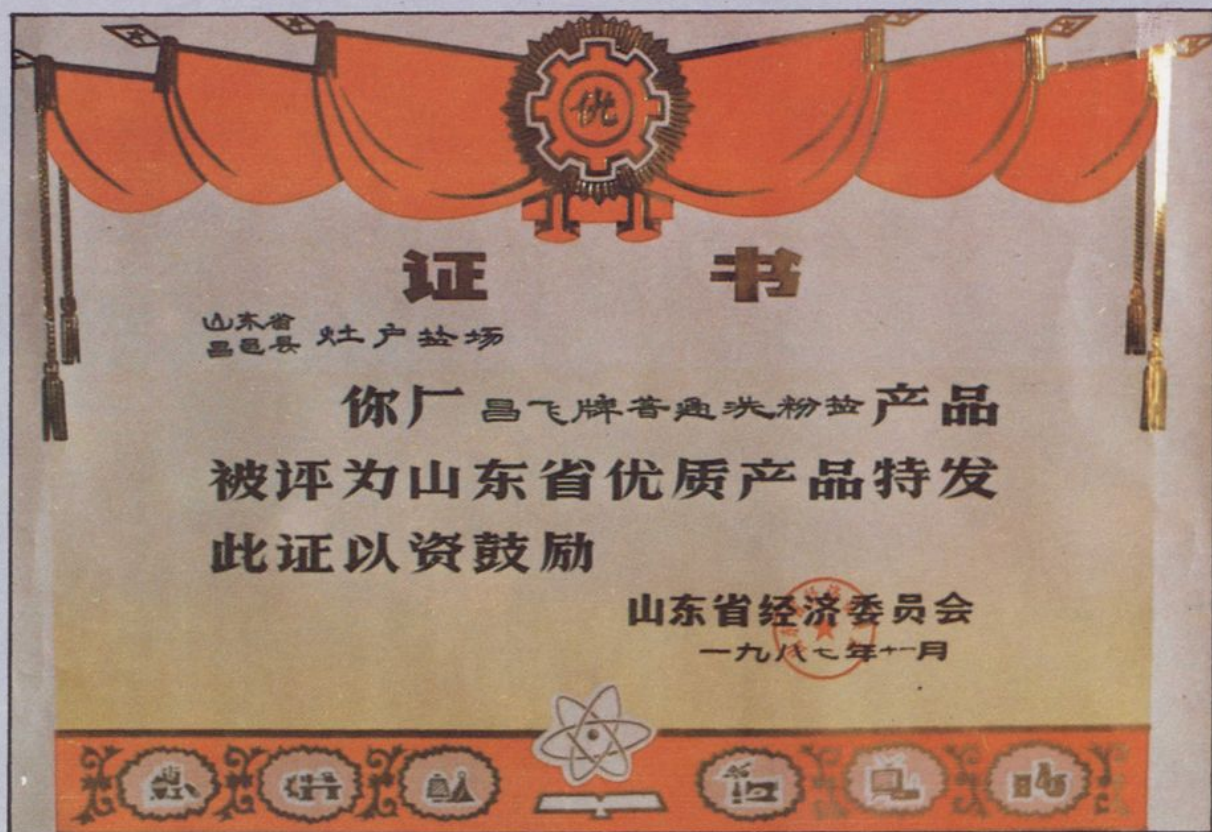 优
证 书
山东省
昌邑县 灶户盐场
你厂 昌飞牌普通洗粉盐 产品
被评为山东省优质产品特发
此证以资鼓励
山东省经济委员会
一九八七年十一月